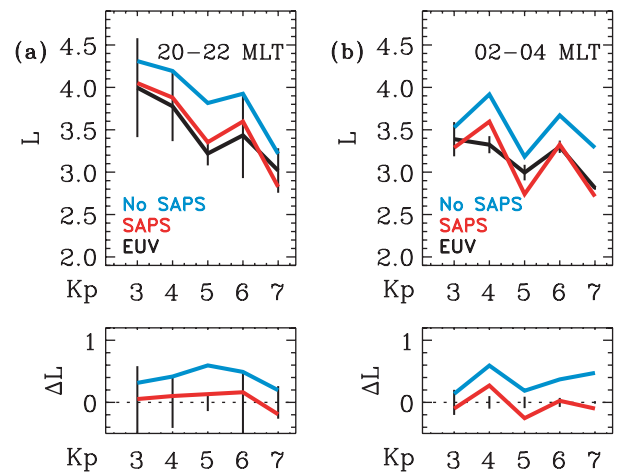 (a) 20-22 MLT
4.5
4.0
3.5
3.0
2.5
2.0
L
No SAPS
SAPS
EUV
Kp 3 4 5 6 7
1
0
ΔL
Kp 3 4 5 6 7
(b) 02-04 MLT
4.5
4.0
3.5
3.0
2.5
2.0
L
No SAPS
SAPS
EUV
Kp 3 4 5 6 7
1
0
ΔL
Kp 3 4 5 6 7